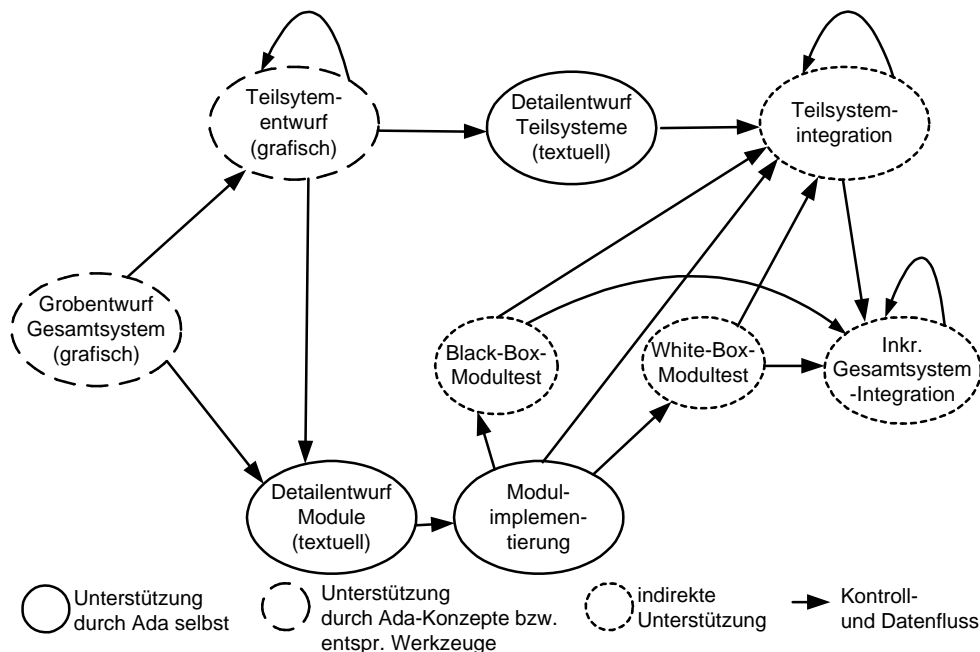 Teilsytem-
entwurf
(grafisch)
Detailentwurf
Teilsysteme
(textuell)
Teilsystem-
integration
Grobentwurf
Gesamtsystem
(grafisch)
Black-Box-
Modultest
White-Box-
Modultest
Inkr.
Gesamtsystem
-Integration
Detailentwurf
Module
(textuell)
Modul-
implemen-
tierung
Unterstützung
durch Ada selbst
Unterstützung
durch Ada-Konzepte bzw.
entspr. Werkzeuge
indirekte
Unterstützung
Kontroll-
und Datenfluss